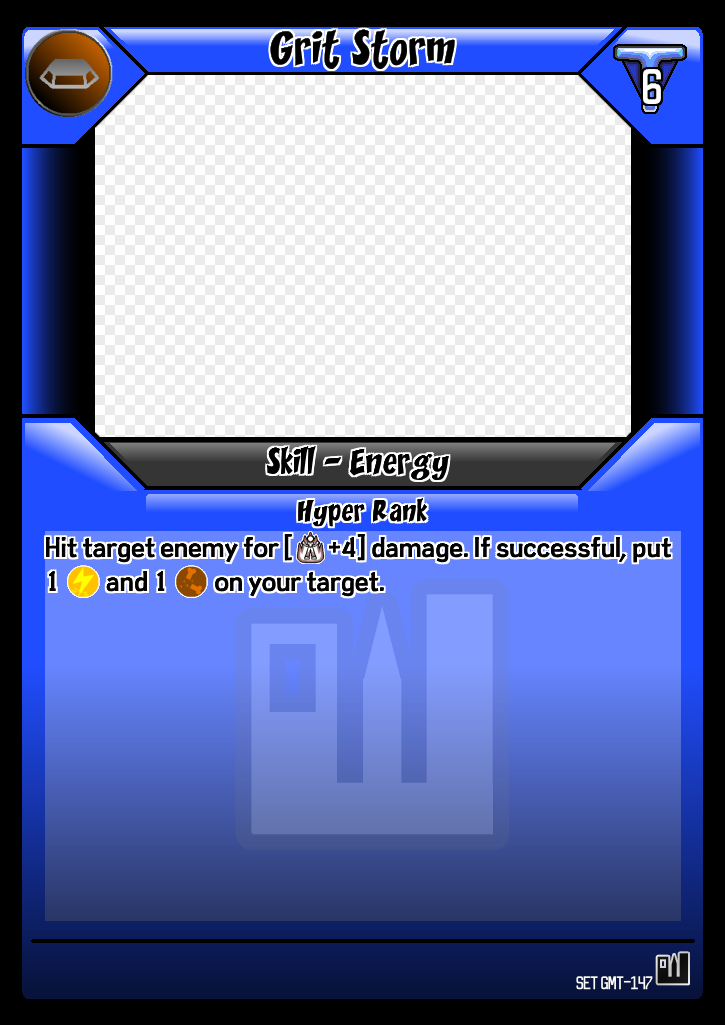 Grit Storm
6
Skill - Energy
Hyper Rank
Hit target enemy for [ +4] damage. If successful, put
1 and 1 on your target.
SET GMT-147